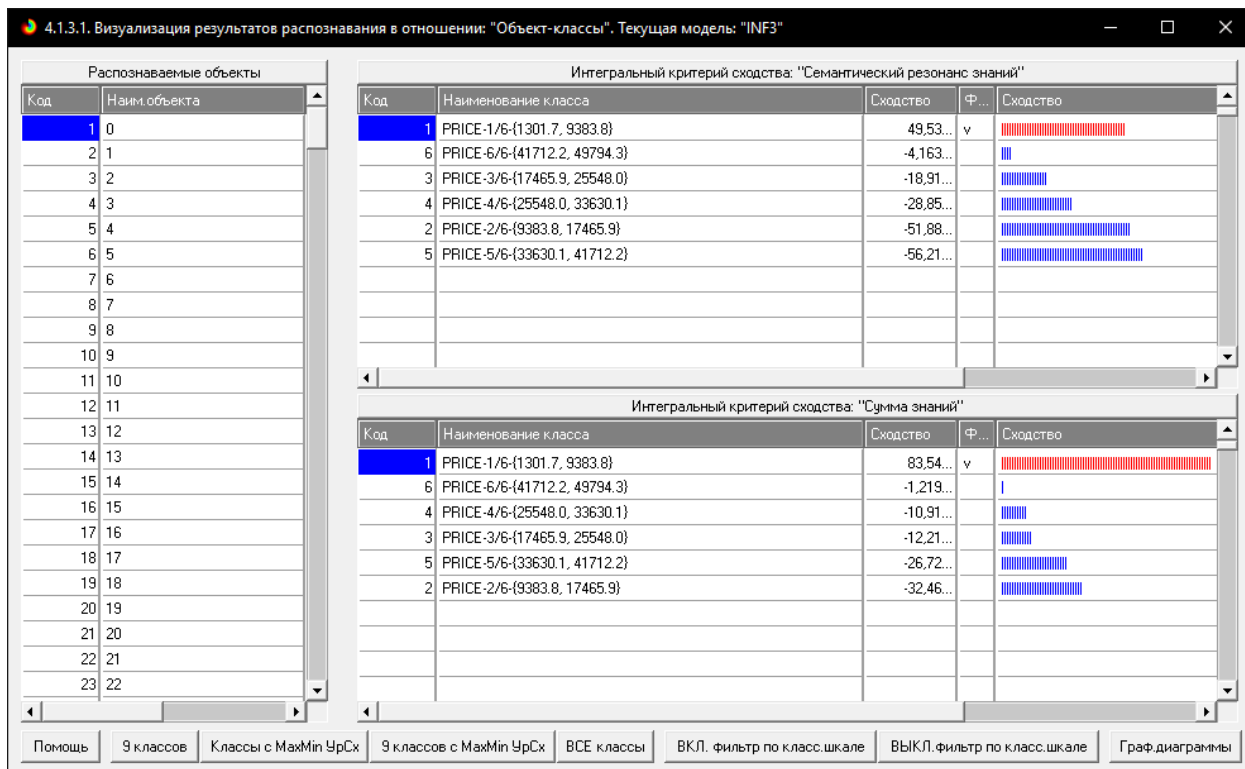 4.1.3.1. Визуализация результатов распознавания в отношении: "Объект-классы". Текущая модель: "INF3"
Распознаваемые объекты
Код Наим.объекта
1 0
2 1
3 2
4 3
5 4
6 5
7 6
8 7
9 8
10 9
11 10
12 11
13 12
14 13
15 14
16 15
17 16
18 17
19 18
20 19
21 20
22 21
23 22
Интегральный критерий сходства: "Семантический резонанс знаний"
Код Наименование класса Сходство Ф... Сходство
1 PRICE-1/6-{1301.7, 9383.8} 49,53... v
6 PRICE-6/6-{41712.2, 49794.3} -4,163...
3 PRICE-3/6-{17465.9, 25548.0} -18,91...
4 PRICE-4/6-{25548.0, 33630.1} -28,85...
2 PRICE-2/6-{9383.8, 17465.9} -51,88...
5 PRICE-5/6-{33630.1, 41712.2} -56,21...
Интегральный критерий сходства: "Сумма знаний"
Код Наименование класса Сходство Ф... Сходство
1 PRICE-1/6-{1301.7, 9383.8} 83,54... v
6 PRICE-6/6-{41712.2, 49794.3} -1,219...
4 PRICE-4/6-{25548.0, 33630.1} -10,91...
3 PRICE-3/6-{17465.9, 25548.0} -12,21...
5 PRICE-5/6-{33630.1, 41712.2} -26,72...
2 PRICE-2/6-{9383.8, 17465.9} -32,46...
Помощь 9 классов Классы с MaxMin УрСх 9 классов с MaxMin УрСх ВСЕ классы ВКЛ. фильтр по класс.шкале ВЫКЛ.фильтр по класс.шкале Граф.диаграммы